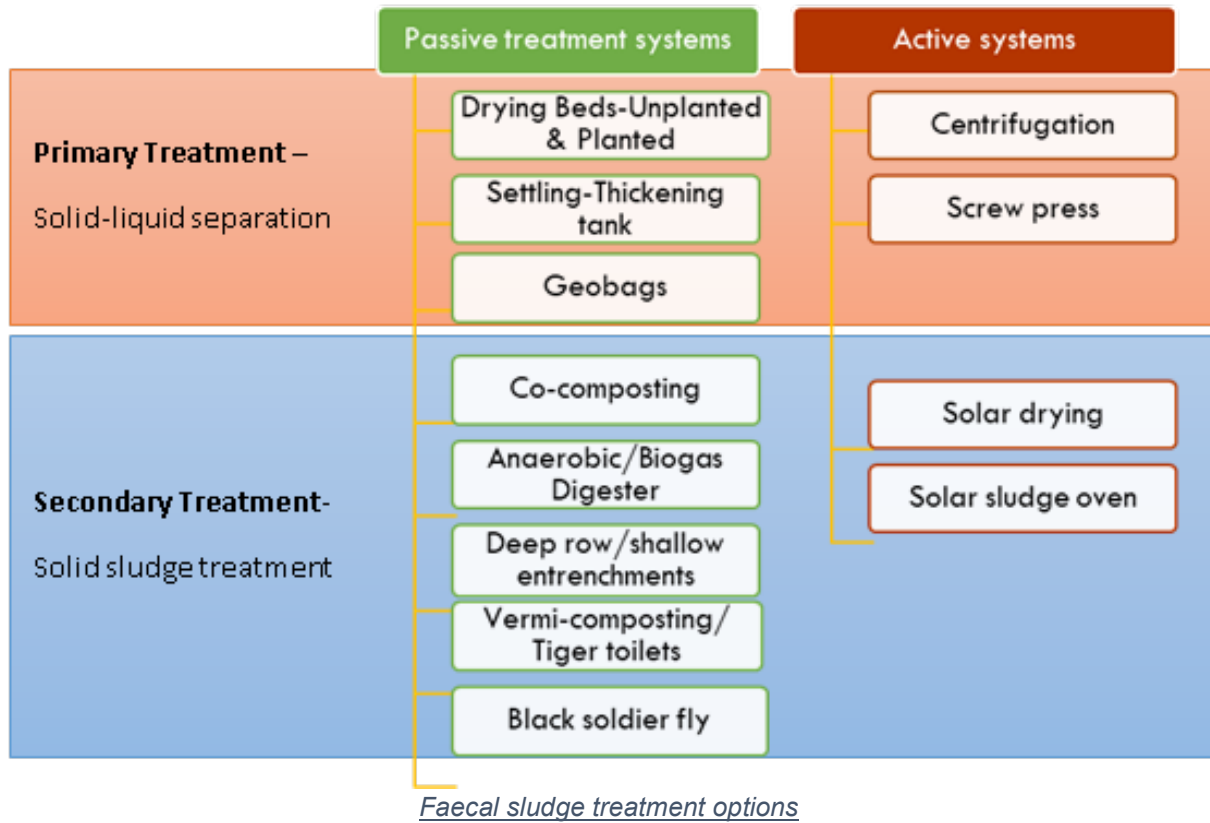 Passive treatment systems
Active systems
Primary Treatment –
Solid-liquid separation
Drying Beds-Unplanted
& Planted
Settling-Thickening
tank
Geobags
Centrifugation
Screw press
Secondary Treatment-
Solid sludge treatment
Co-composting
Anaerobic/Biogas
Digester
Deep row/shallow
entrenchments
Vermi-composting/
Tiger toilets
Black soldier fly
Solar drying
Solar sludge oven
Faecal sludge treatment options